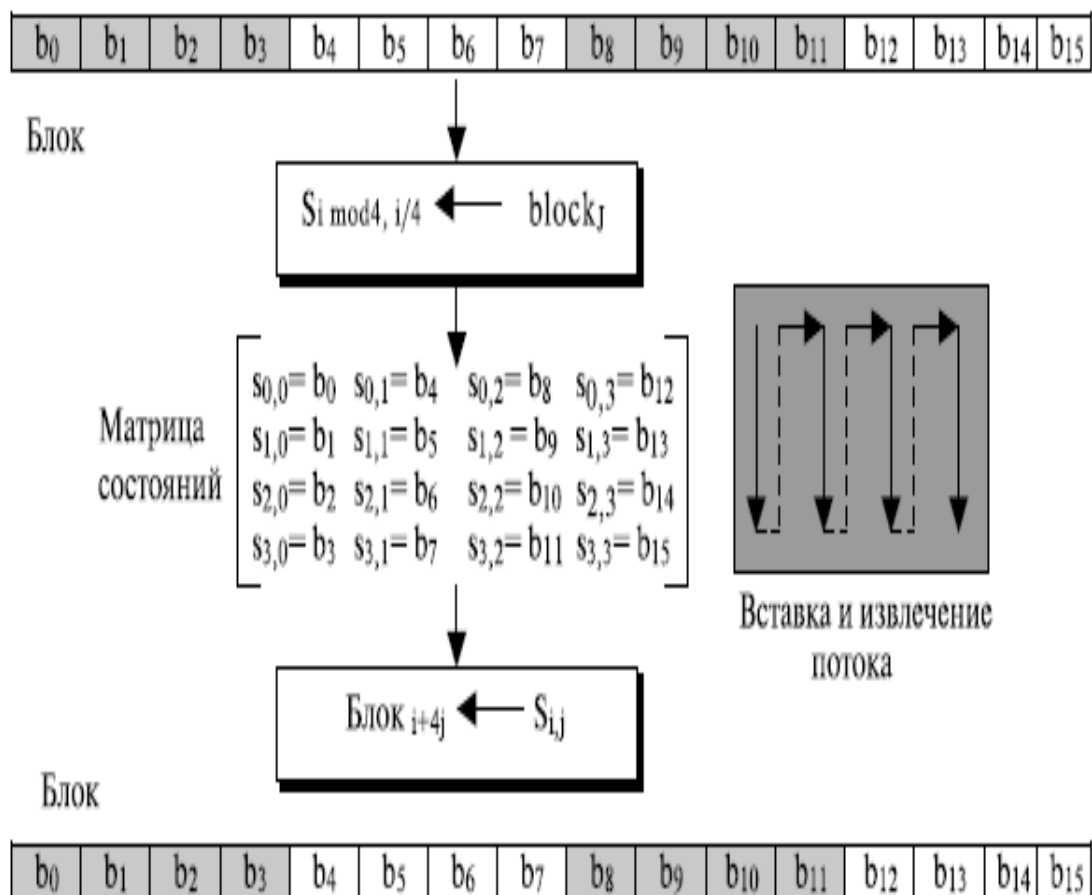 b₀ b₁ b₂ b₃ b₄ b₅ b₆ b₇ b₈ b₉ b₁₀ b₁₁ b₁₂ b₁₃ b₁₄ b₁₅
Блок
Si mod4, i/4 ← blockJ
Матрица
состояний
s0,0= b0 s0,1= b4 s0,2= b8 s0,3= b12
s1,0= b1 s1,1= b5 s1,2 = b9 s1,3= b13
s2,0= b2 s2,1= b6 s2,2= b10 s2,3= b14
s3,0= b3 s3,1= b7 s3,2= b11 s3,3= b15
Вставка и извлечение
потока
Блок i+4j ← Si,j
Блок
b₀ b₁ b₂ b₃ b₄ b₅ b₆ b₇ b₈ b₉ b₁₀ b₁₁ b₁₂ b₁₃ b₁₄ b₁₅